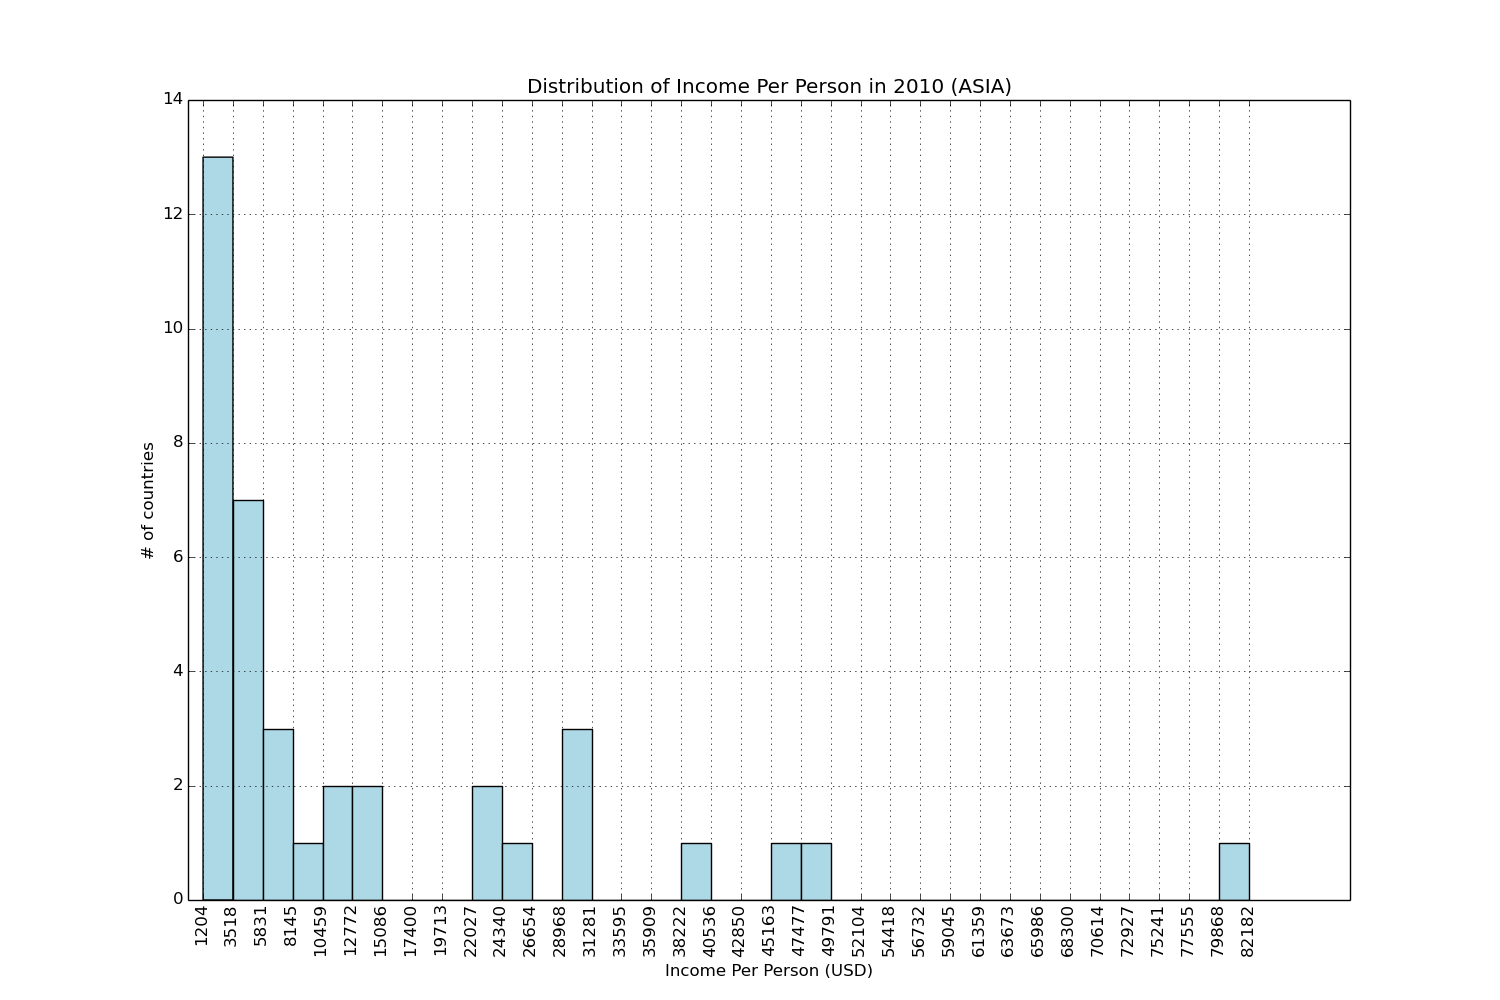 Distribution of Income Per Person in 2010 (ASIA)
14
12
10
8
6
4
2
0
# of countries
1204 3518 5831 8145 10459 12772 15086 17400 19713 22027 24340 26654 28968 31281 33595 35909 38222 40536 42850 45163 47477 49791 52104 54418 56732 59045 61359 63673 65986 68300 70614 72927 75241 77555 79868 82182
Income Per Person (USD)